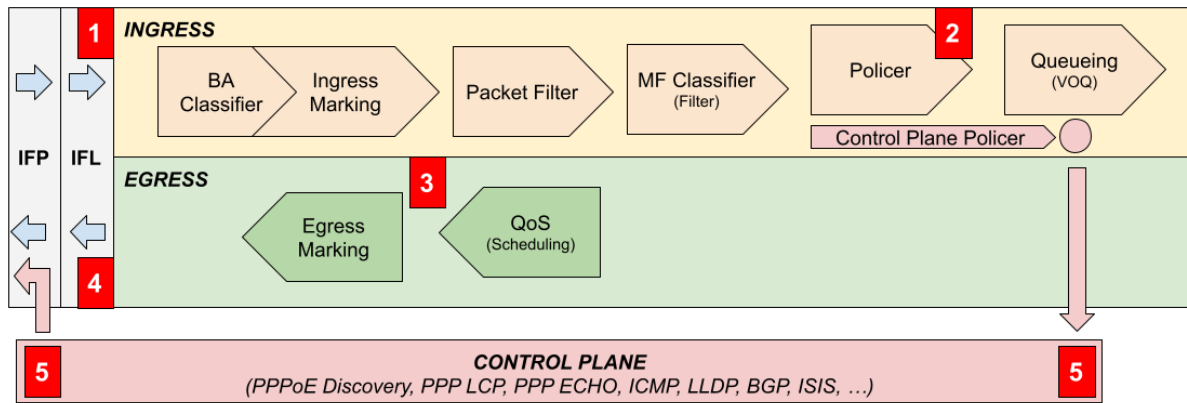 1
INGRESS
2
BA
Classifier
Ingress
Marking
Packet Filter
MF Classifier
(Filter)
Policer
Queueing
(VOQ)
Control Plane Policer
IFP
IFL
EGRESS
3
Egress
Marking
QoS
(Scheduling)
4
5
CONTROL PLANE
(PPPoE Discovery, PPP LCP, PPP ECHO, ICMP, LLDP, BGP, ISIS, …)
5